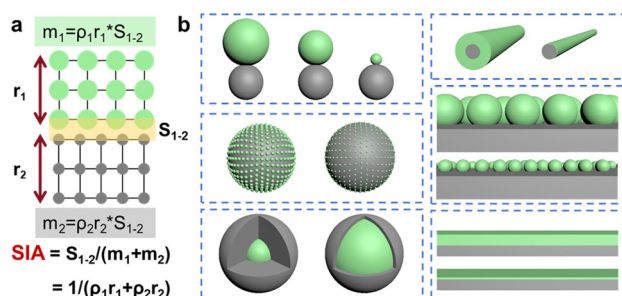 a
b
m₁=ρ₁r₁*S₁₋₂
r₁
S₁₋₂
r₂
m₂=ρ₂r₂*S₁₋₂
SIA = S₁₋₂/(m₁+m₂)
= 1/(ρ₁r₁+ρ₂r₂)